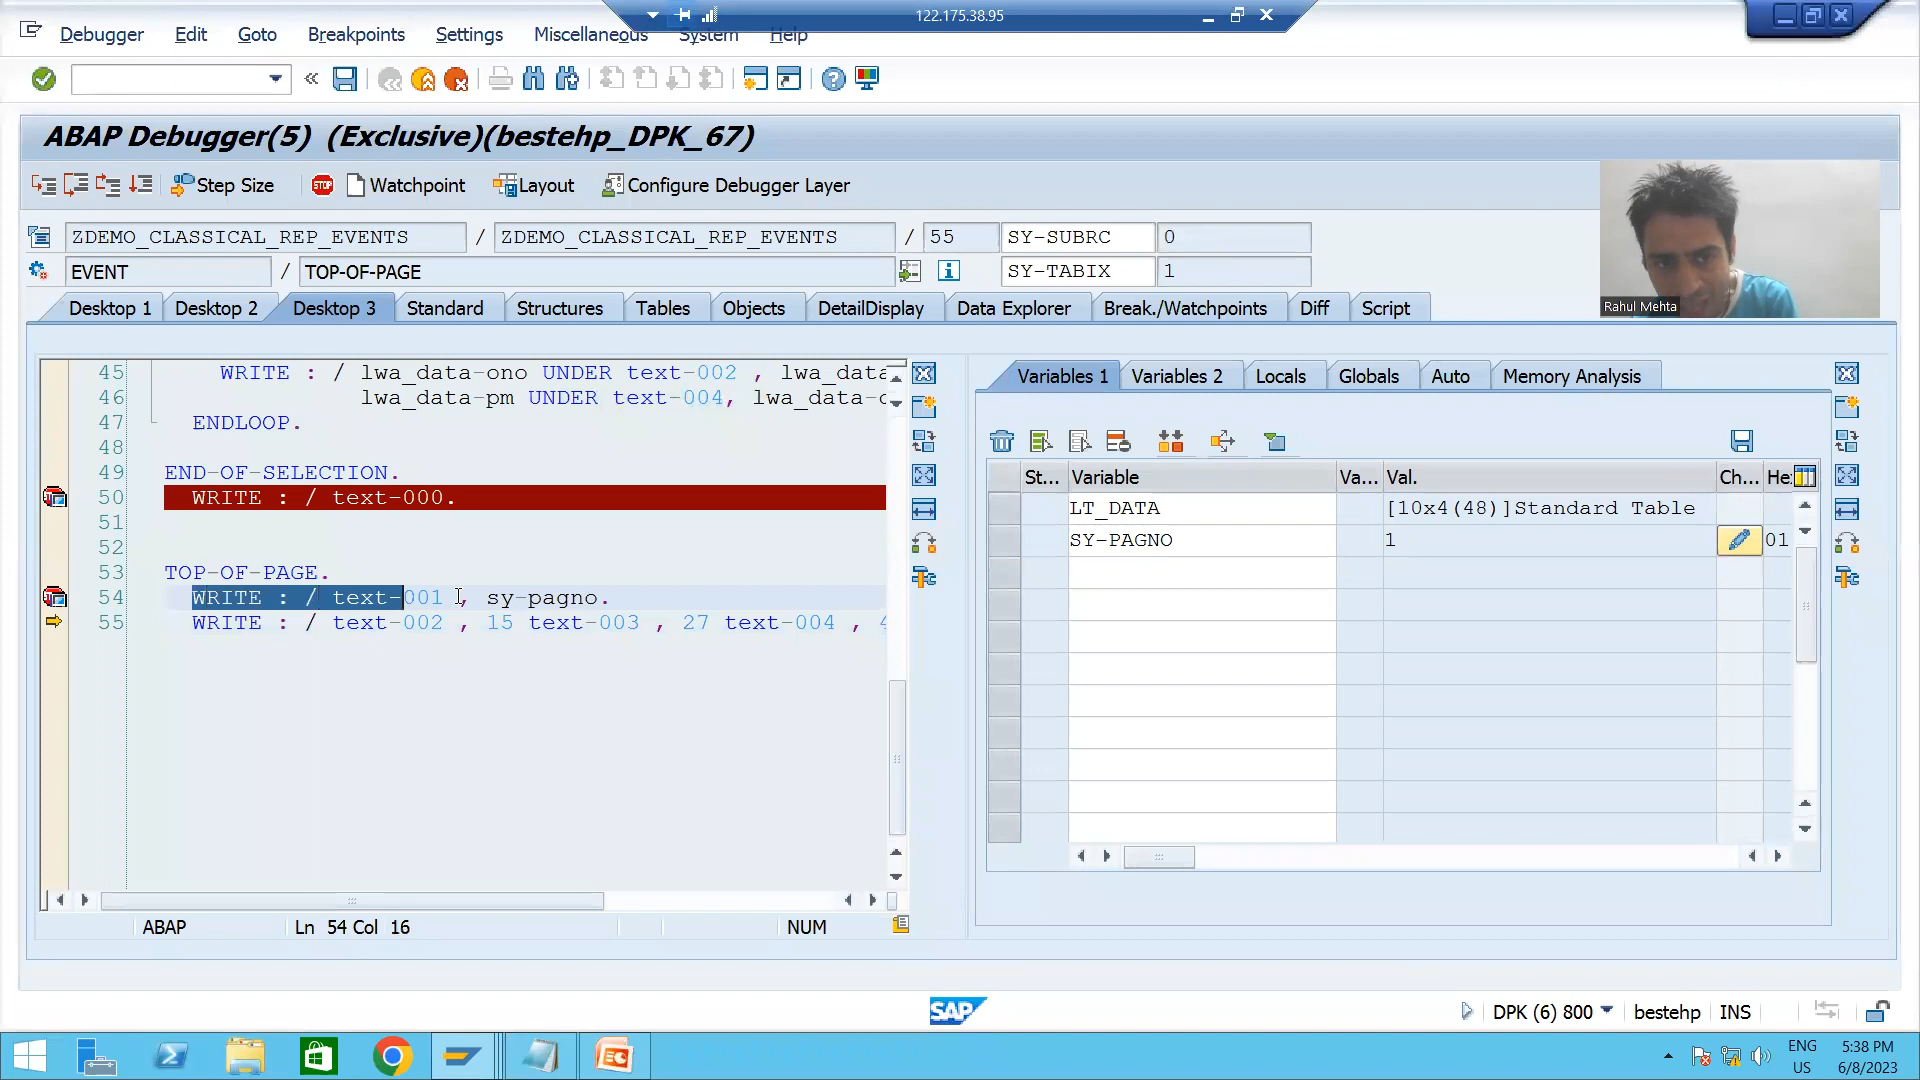 122.175.38.95
Debugger Edit Goto Breakpoints Settings Miscellaneous System Help
ABAP Debugger(5) (Exclusive)(bestehp_DPK_67)
Step Size STOP Watchpoint Layout Configure Debugger Layer
ZDEMO_CLASSICAL_REP_EVENTS / ZDEMO_CLASSICAL_REP_EVENTS / 55 SY-SUBRC 0
EVENT / TOP-OF-PAGE SY-TABIX 1
Rahul Mehta
Desktop 1 Desktop 2 Desktop 3 Standard Structures Tables Objects DetailDisplay Data Explorer Break./Watchpoints Diff Script
45 WRITE : / lwa_data-ono UNDER text-002 , lwa_data
46 lwa_data-pm UNDER text-004, lwa_data-
47 ENDLOOP.
48
49 END-OF-SELECTION.
50 WRITE : / text-000.
51
52
53 TOP-OF-PAGE.
54 WRITE : / text-001 , sy-pagno.
55 WRITE : / text-002 , 15 text-003 , 27 text-004 , 4
ABAP Ln 54 Col 16 NUM
Variables 1 Variables 2 Locals Globals Auto Memory Analysis
St... Variable Va... Val. Ch... He
LT_DATA [10x4(48)]Standard Table
SY-PAGNO 1 01
SAP DPK (6) 800 bestehp INS
ENG 5:38 PM
US 6/8/2023